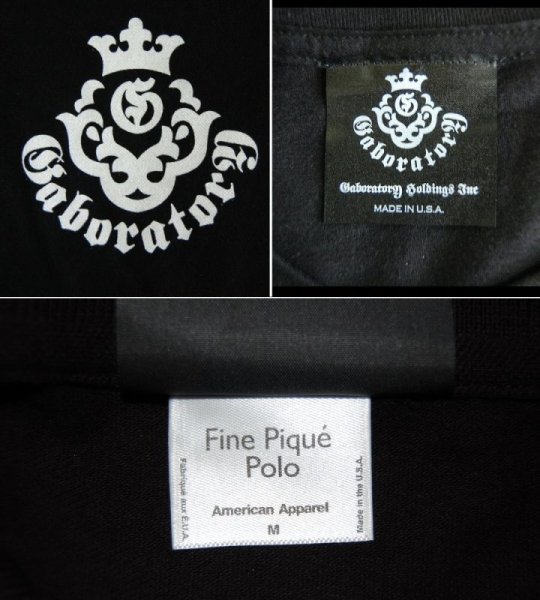 G
Gaboratory
G
Gaboratory
Gaboratory Holdings Inc
MADE IN U.S.A.
Fine Piqué
Polo
American Apparel
M
Fabriqué aux E.U.A.
Made in the U.S.A.